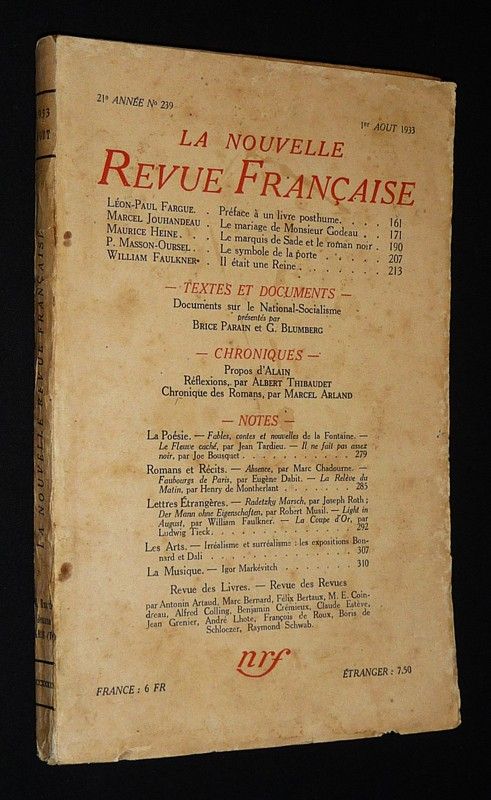 21e ANNÉE No 239
1er AOUT 1933
LA NOUVELLE
REVUE FRANÇAISE
LÉON-PAUL FARGUE. . Préface à un livre posthume. . . . 161
MARCEL JOUHANDEAU . Le mariage de Monsieur Godeau . . 171
MAURICE HEINE. . . Le marquis de Sade et le roman noir . 190
P. MASSON-OURSEL. . Le symbole de la porte . . . . . . 207
WILLIAM FAULKNER . Il était une Reine . . . . . . . . 213
— TEXTES ET DOCUMENTS —
Documents sur le National-Socialisme
présentés par
BRICE PARAIN et G. BLUMBERG
— CHRONIQUES —
Propos d'ALAIN
Réflexions, par ALBERT THIBAUDET
Chronique des Romans, par MARCEL ARLAND
— NOTES —
La Poésie. — Fables, contes et nouvelles de la Fontaine. —
Le Fleuve caché, par Jean Tardieu. — Il ne fait pas assez
noir, par Joe Bousquet . . . . . . . . . . . 279
Romans et Récits. — Absence, par Marc Chadourne. —
Faubourgs de Paris, par Eugène Dabit. — La Relève du
Matin, par Henry de Montherlant . . . . . . . 285
Lettres Étrangères. — Radetzky Marsch, par Joseph Roth ;
Der Mann ohne Eigenschaften, par Robert Musil. — Light in
August, par William Faulkner. — La Coupe d'Or, par
Ludwig Tieck. . . . . . . . . . . . . . . 292
Les Arts. — Irréalisme et surréalisme : les expositions Bon-
nard et Dali . . . . . . . . . . . . . . . 307
La Musique. — Igor Markévitch . . . . . . . . 310
Revue des Livres. — Revue des Revues
par Antonin Artaud, Marc Bernard, Félix Bertaux, M. E. Coin-
dreau, Alfred Colling, Benjamin Crémieux, Claude Estève,
Jean Grenier, André Lhote, François de Roux, Boris de
Schloezer, Raymond Schwab.
nrf
FRANCE : 6 FR
ÉTRANGER : 7.50
LA NOUVELLE REVUE FRANÇAISE